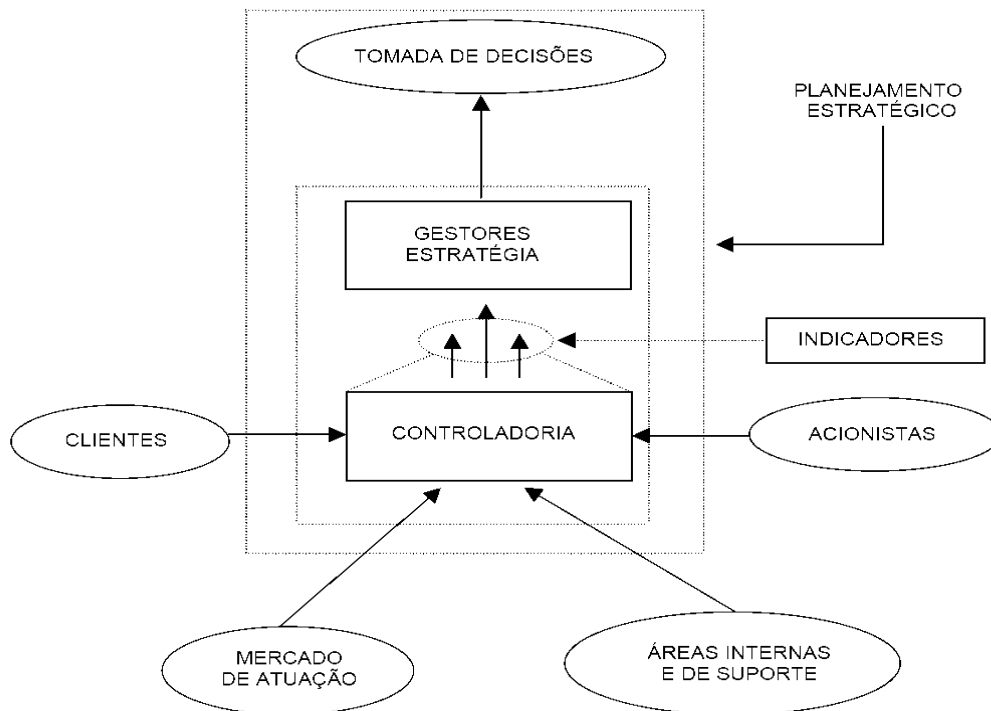 TOMADA DE DECISÕES
PLANEJAMENTO
ESTRATÉGICO
GESTORES
ESTRATÉGIA
INDICADORES
CLIENTES
CONTROLADORIA
ACIONISTAS
MERCADO
DE ATUAÇÃO
ÁREAS INTERNAS
E DE SUPORTE